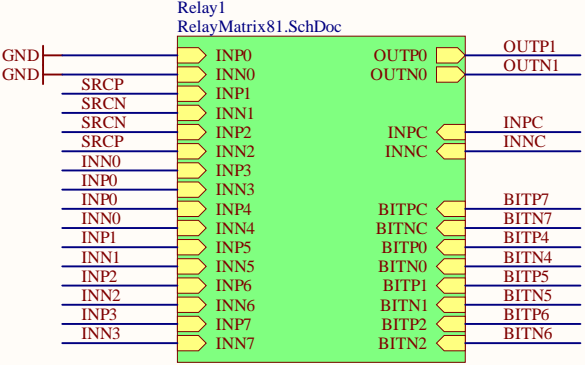 Relay1
RelayMatrix81.SchDoc
GND INP0 OUTP0 OUTP1
GND INN0 OUTN0 OUTN1
SRCP INP1
SRCN INN1
SRCN INP2 INPC INPC
SRCP INN2 INNC INNC
INN0 INP3
INP0 INN3
INP0 INP4 BITPC BITP7
INN0 INN4 BITNC BITN7
INP1 INP5 BITP0 BITP4
INN1 INN5 BITN0 BITN4
INP2 INP6 BITP1 BITP5
INN2 INN6 BITN1 BITN5
INP3 INP7 BITP2 BITP6
INN3 INN7 BITN2 BITN6